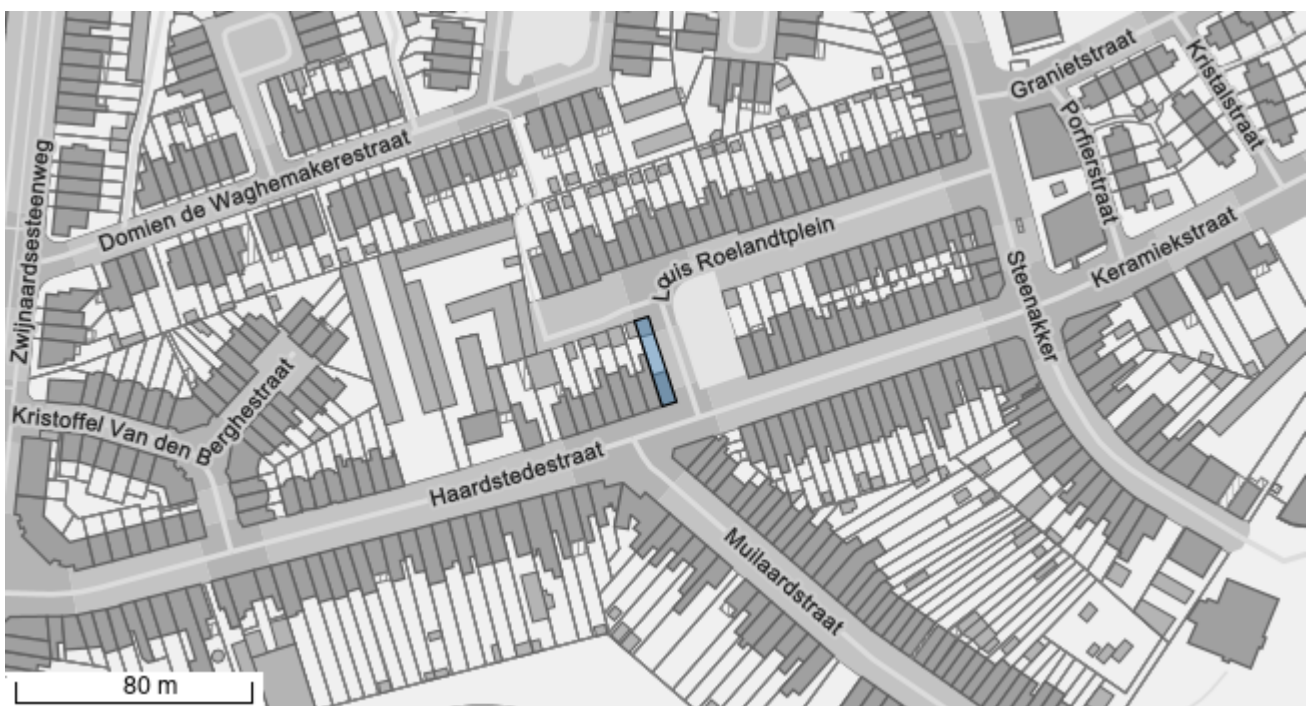 Granietstraat
Kristalstraat
Porfierstraat
Domien de Waghemakerestraat
Zwijnaardsesteenweg
Louis Roelandtplein
Keramiekstraat
Steenakker
Kristoffel Van den Berghestraat
Haardstedestraat
Muilaardstraat
80 m